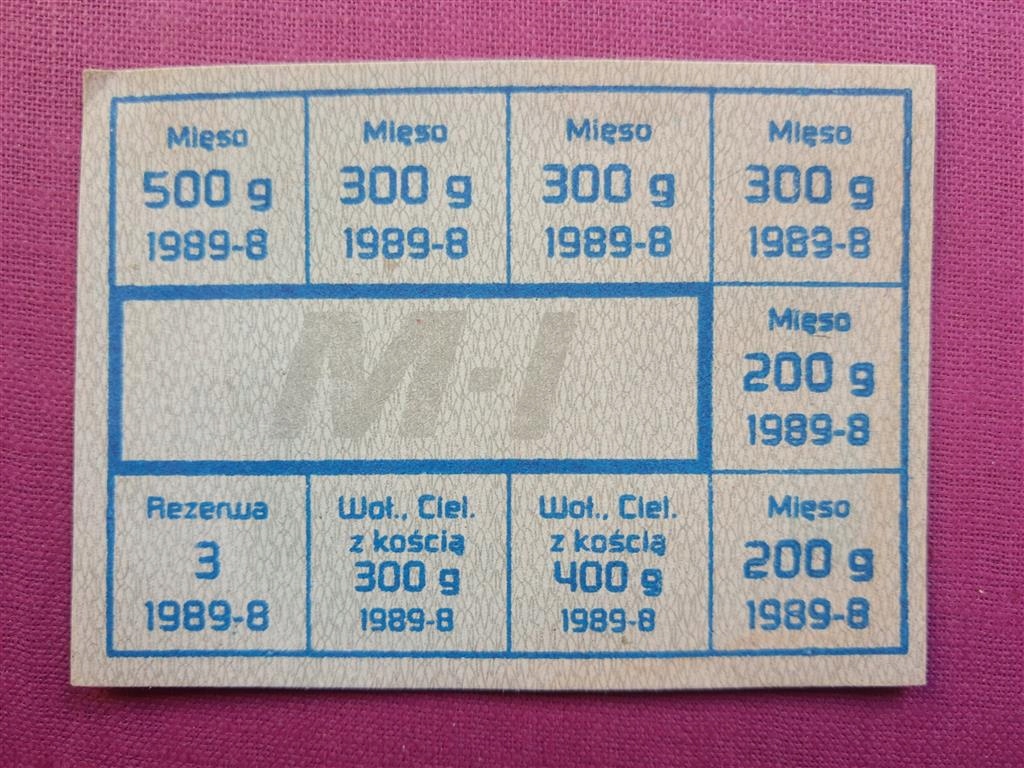 Mięso
500 g
1989-8
Mięso
300 g
1989-8
Mięso
300 g
1989-8
Mięso
300 g
1989-8
M-I
Mięso
200 g
1989-8
Rezerwa
3
1989-8
Woł., Ciel.
z kością
300 g
1989-8
Woł., Ciel.
z kością
400 g
1989-8
Mięso
200 g
1989-8